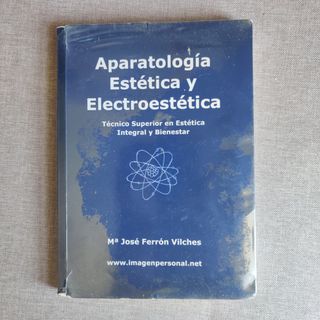 Aparatología
Estética y
Electroestética
Técnico Superior en Estética
Integral y Bienestar
Mª José Ferrón Vilches
www.imagenpersonal.net